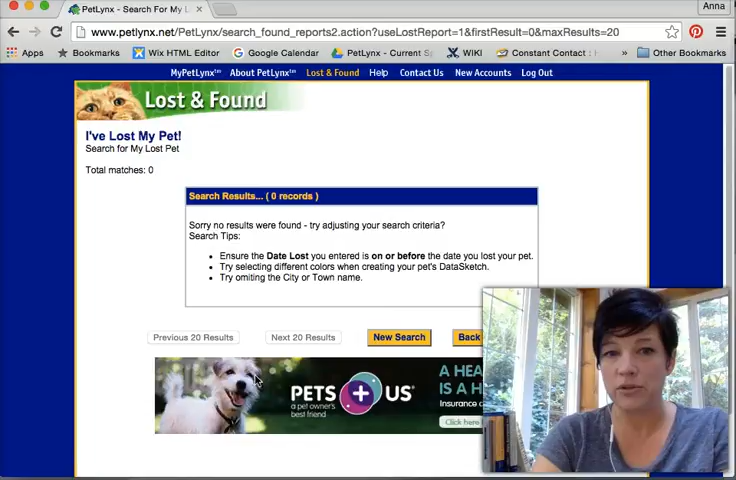 PetLynx - Search For My L
Anna
www.petlynx.net/PetLynx/search_found_reports2.action?useLostReport=1&firstResult=0&maxResults=20
Apps Bookmarks Wix HTML Editor Google Calendar PetLynx - Current Sp WIKI Constant Contact : H » Other Bookmarks
MyPetLynx™ About PetLynx™ Lost & Found Help Contact Us New Accounts Log Out
Lost & Found
I've Lost My Pet!
Search for My Lost Pet
Total matches: 0
Search Results... ( 0 records )
Sorry no results were found - try adjusting your search criteria?
Search Tips:
Ensure the Date Lost you entered is on or before the date you lost your pet.
Try selecting different colors when creating your pet's DataSketch.
Try omiting the City or Town name.
Previous 20 Results Next 20 Results New Search Back
PETS + US
a pet owner's
best friend
A HEA
IS A H
Insurance c
Click here